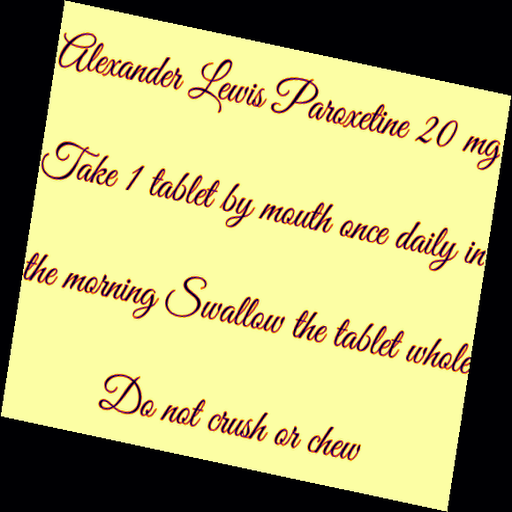 Alexander Lewis Paroxetine 20 mg
Take 1 tablet by mouth once daily in
the morning Swallow the tablet whole
Do not crush or chew